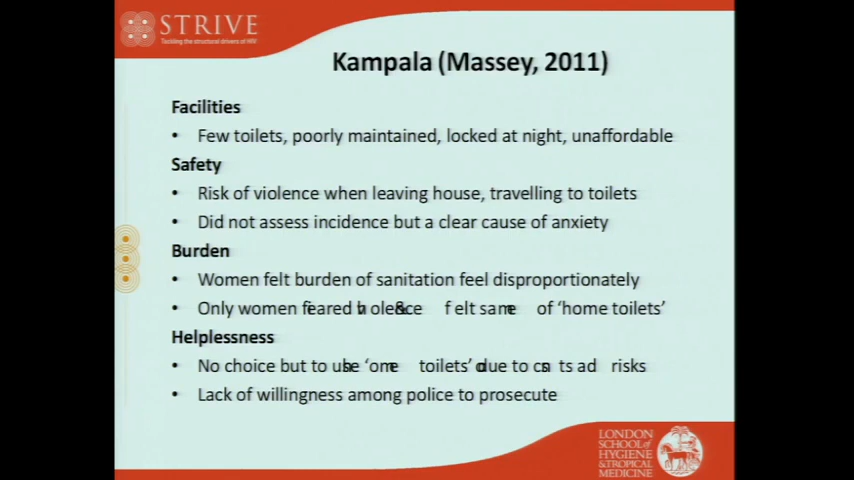 STRIVE
Tackling the structural drivers of HIV
Kampala (Massey, 2011)
Facilities
• Few toilets, poorly maintained, locked at night, unaffordable
Safety
• Risk of violence when leaving house, travelling to toilets
• Did not assess incidence but a clear cause of anxiety
Burden
• Women felt burden of sanitation feel disproportionately
• Only women feared violence & felt of ‘home toilets’
Helplessness
• No choice but to use toilets’ due to risks
• Lack of willingness among police to prosecute
LONDON
SCHOOL of
HYGIENE
& TROPICAL
MEDICINE